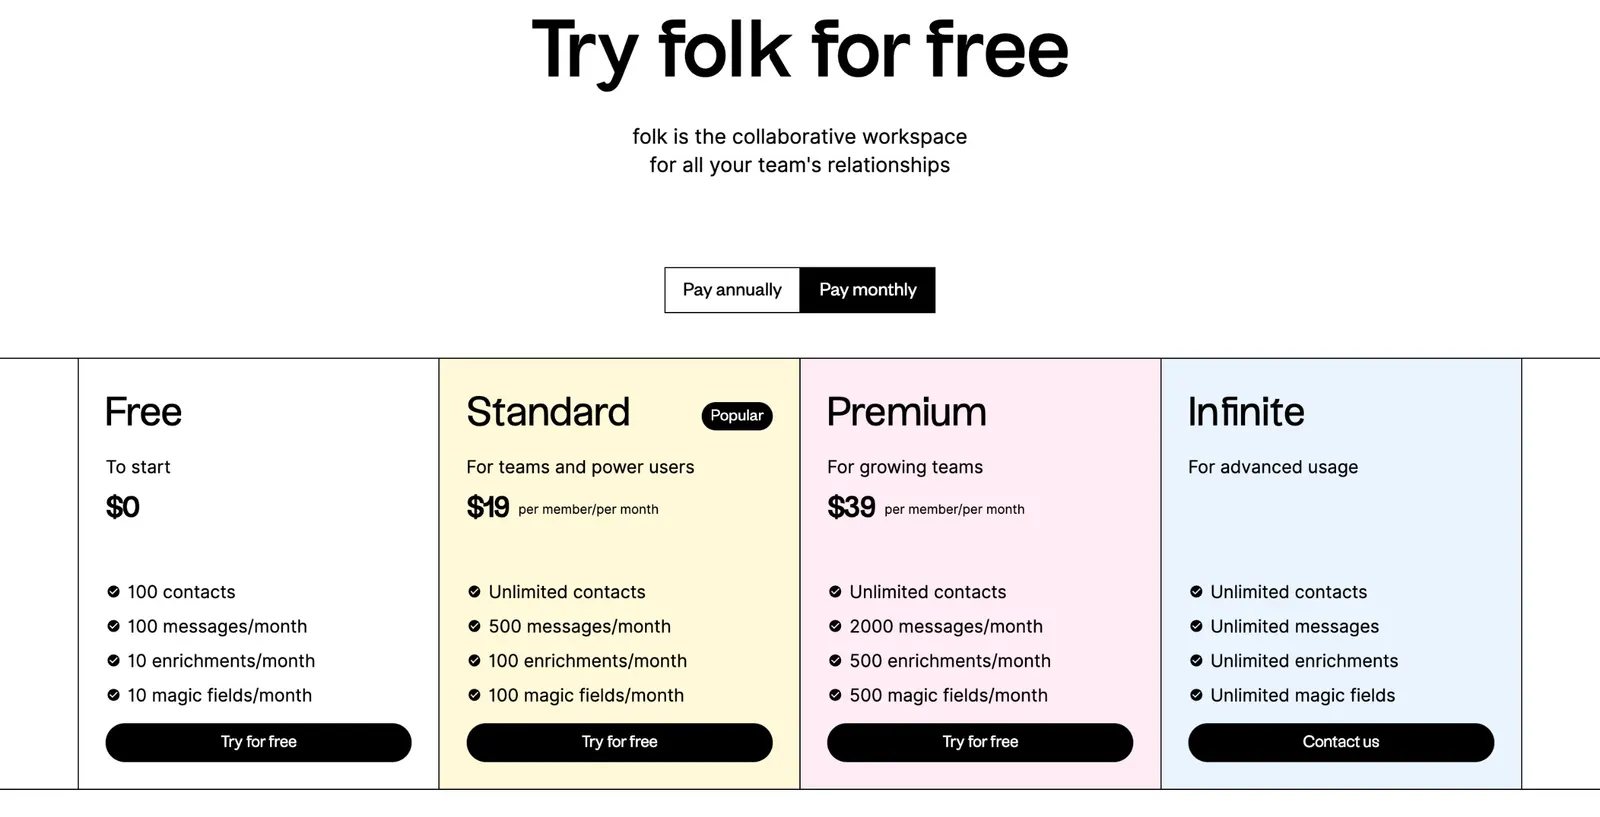 Try folk for free
folk is the collaborative workspace
for all your team's relationships
Pay annually
Pay monthly
Free
To start
$0
100 contacts
100 messages/month
10 enrichments/month
10 magic fields/month
Try for free
Standard
Popular
For teams and power users
$19 per member/per month
Unlimited contacts
500 messages/month
100 enrichments/month
100 magic fields/month
Try for free
Premium
For growing teams
$39 per member/per month
Unlimited contacts
2000 messages/month
500 enrichments/month
500 magic fields/month
Try for free
Infinite
For advanced usage
Unlimited contacts
Unlimited messages
Unlimited enrichments
Unlimited magic fields
Contact us